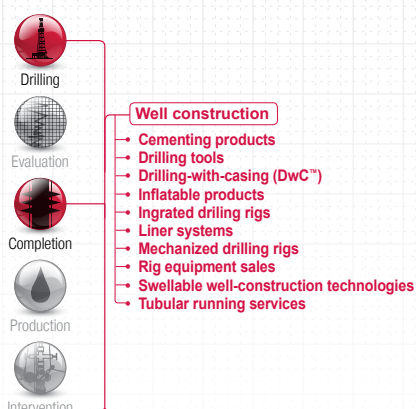 Drilling
Evaluation
Completion
Production
Intervention
Well construction
Cementing products
Drilling tools
Drilling-with-casing (DwC™)
Inflatable products
Ingrated driling rigs
Liner systems
Mechanized drilling rigs
Rig equipment sales
Swellable well-construction technologies
Tubular running services